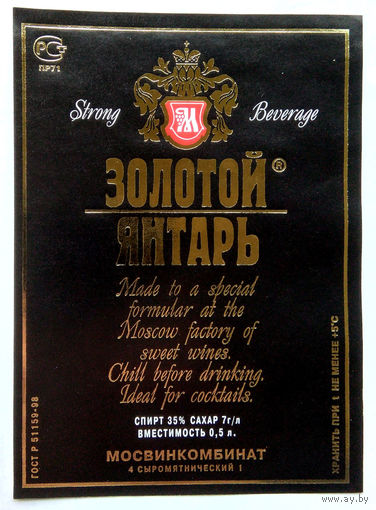 РС
ПР71
Strong Beverage
М
ЗОЛОТОЙ ®
ЯНТАРЬ
Made to a special
formular at the
Moscow factory of
sweet wines.
Chill before drinking.
Ideal for cocktails.
СПИРТ 35% САХАР 7г/л
ВМЕСТИМОСТЬ 0,5 л.
МОСВИНКОМБИНАТ
4 СЫРОМЯТНИЧЕСКИЙ 1
ГОСТ Р 51159-98
ХРАНИТЬ ПРИ t НЕ МЕНЕЕ +5°С
www.ay.by